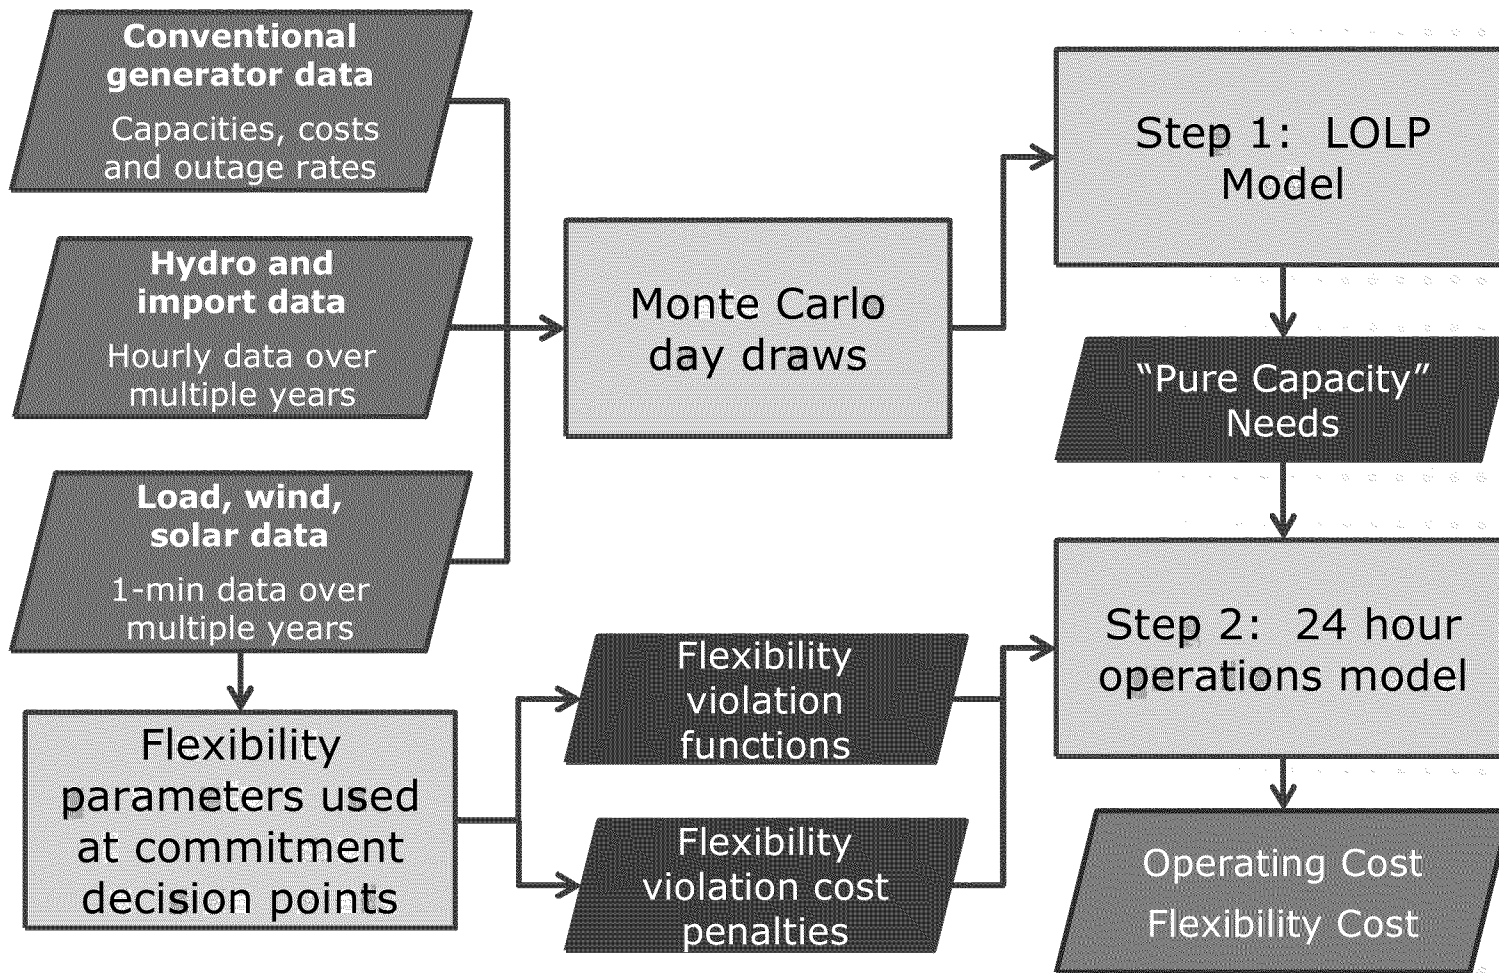 Conventional
generator data
Capacities, costs
and outage rates
Hydro and
import data
Hourly data over
multiple years
Load, wind,
solar data
1-min data over
multiple years
Flexibility
parameters used
at commitment
decision points
Monte Carlo
day draws
Flexibility
violation
functions
Flexibility
violation cost
penalties
Step 1: LOLP
Model
“Pure Capacity”
Needs
Step 2: 24 hour
operations model
Operating Cost
Flexibility Cost